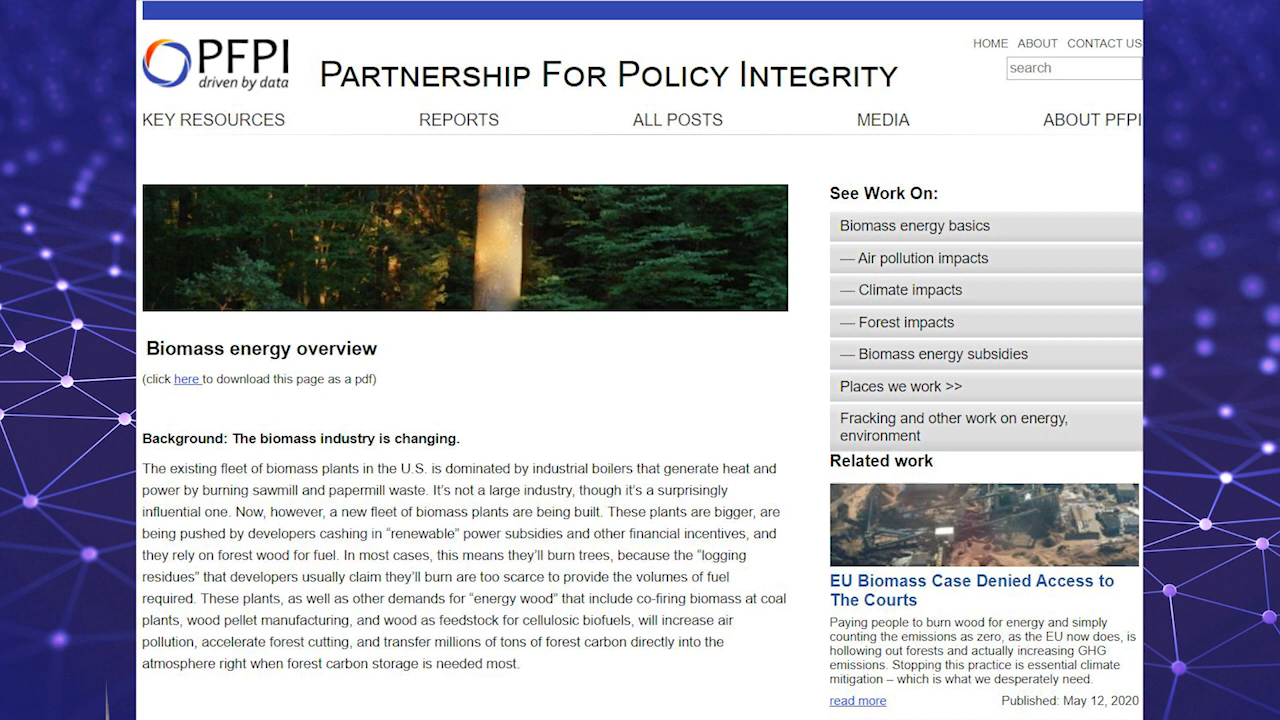 PFPI
driven by data
PARTNERSHIP FOR POLICY INTEGRITY
HOME ABOUT CONTACT US
search
KEY RESOURCES REPORTS ALL POSTS MEDIA ABOUT PFPI
Biomass energy overview
(click here to download this page as a pdf)
Background: The biomass industry is changing.
The existing fleet of biomass plants in the U.S. is dominated by industrial boilers that generate heat and
power by burning sawmill and papermill waste. It’s not a large industry, though it’s a surprisingly
influential one. Now, however, a new fleet of biomass plants are being built. These plants are bigger, are
being pushed by developers cashing in “renewable” power subsidies and other financial incentives, and
they rely on forest wood for fuel. In most cases, this means they’ll burn trees, because the “logging
residues” that developers usually claim they’ll burn are too scarce to provide the volumes of fuel
required. These plants, as well as other demands for “energy wood” that include co-firing biomass at coal
plants, wood pellet manufacturing, and wood as feedstock for cellulosic biofuels, will increase air
pollution, accelerate forest cutting, and transfer millions of tons of forest carbon directly into the
atmosphere right when forest carbon storage is needed most.
See Work On:
Biomass energy basics
— Air pollution impacts
— Climate impacts
— Forest impacts
— Biomass energy subsidies
Places we work >>
Fracking and other work on energy,
environment
Related work
EU Biomass Case Denied Access to
The Courts
Paying people to burn wood for energy and simply
counting the emissions as zero, as the EU now does, is
hollowing out forests and actually increasing GHG
emissions. Stopping this practice is essential climate
mitigation – which is what we desperately need.
read more Published: May 12, 2020